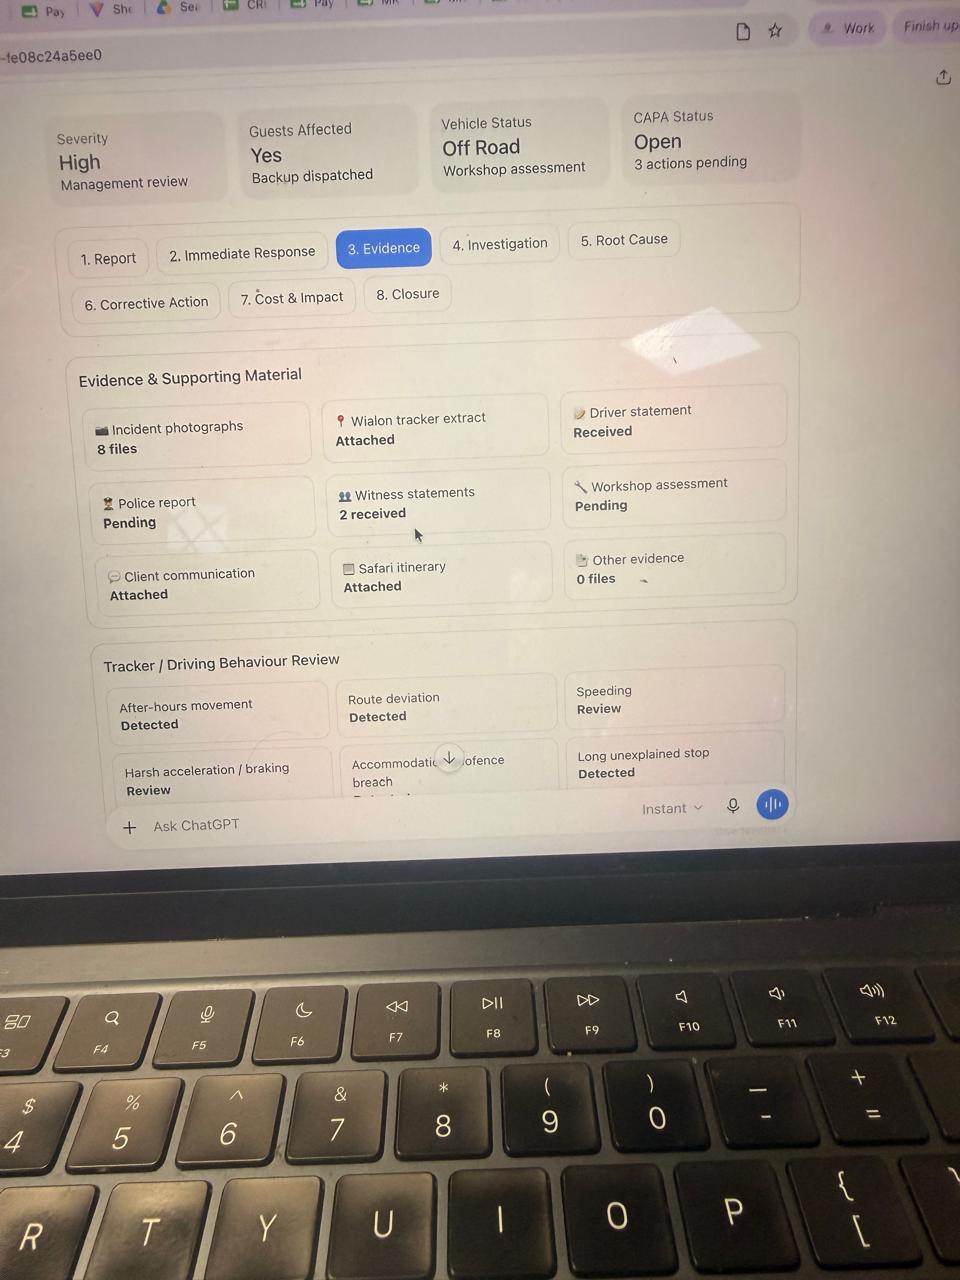 Pay
She
See
CRI
Pay
-fe08c24a5ee0
Work
Finish up
Severity
High
Management review
Guests Affected
Yes
Backup dispatched
Vehicle Status
Off Road
Workshop assessment
CAPA Status
Open
3 actions pending
1. Report
2. Immediate Response
3. Evidence
4. Investigation
5. Root Cause
6. Corrective Action
7. Cost & Impact
8. Closure
Evidence & Supporting Material
Incident photographs
8 files
Wialon tracker extract
Attached
Driver statement
Received
Police report
Pending
Witness statements
2 received
Workshop assessment
Pending
Client communication
Attached
Safari itinerary
Attached
Other evidence
0 files
Tracker / Driving Behaviour Review
After-hours movement
Detected
Route deviation
Detected
Speeding
Review
Harsh acceleration / braking
Review
Accommodatic ofence
breach
Long unexplained stop
Detected
+ Ask ChatGPT
Instant
F3 F4 F5 F6 F7 F8 F9 F10 F11 F12
$ % ^ & * ( ) — +
4 5 6 7 8 9 0 - =
R T Y U I O P { [